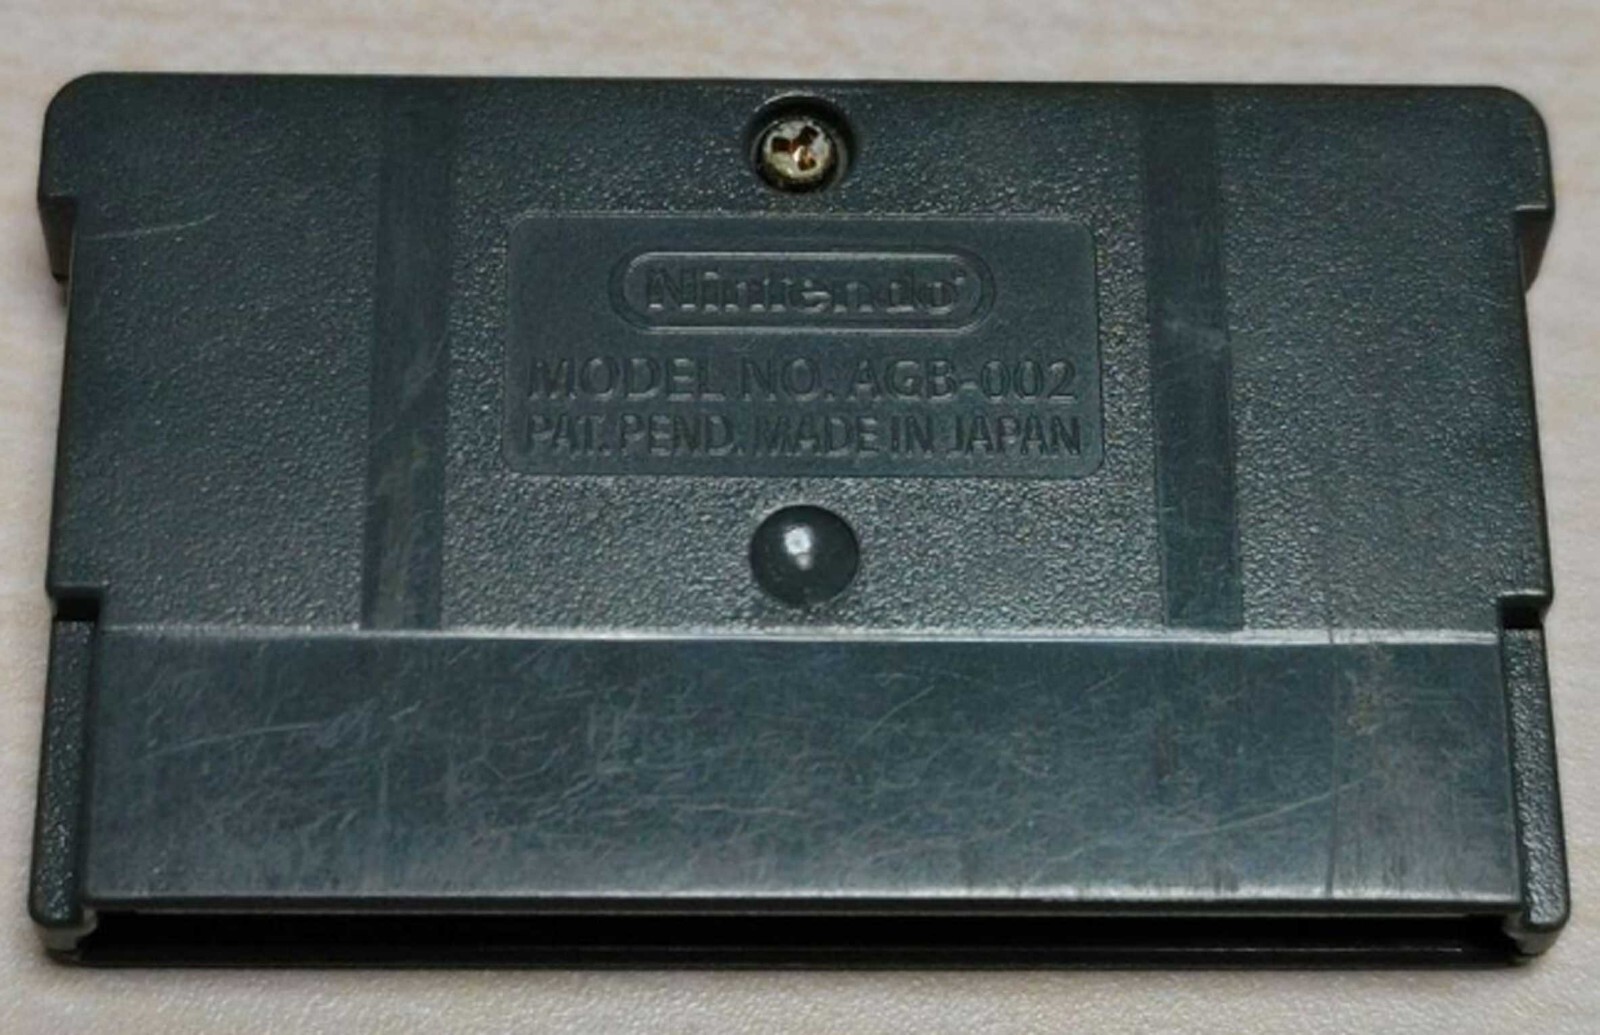 Nintendo
MODEL NO. AGB-002
PAT. PEND. MADE IN JAPAN